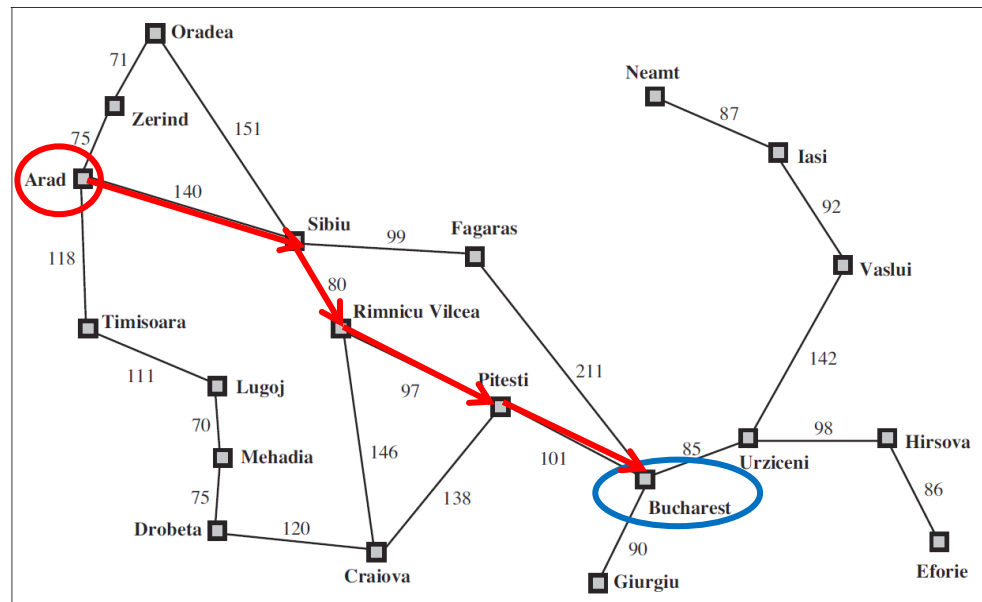 Oradea
71
Neamt
Zerind
87
75
151
Iasi
Arad
140
92
Sibiu
99
Fagaras
118
80
Vaslui
Timisoara
Rimnicu Vilcea
142
111
211
Lugoj
97
Pitesti
70
98
Hirsova
Mehadia
146
101
85
Urziceni
75
138
86
Bucharest
Drobeta
120
90
Craiova
Giurgiu
Eforie